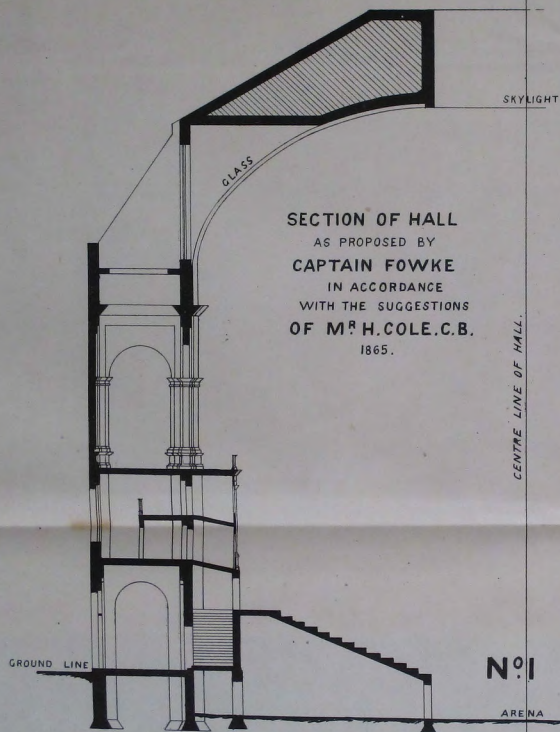 SKYLIGHT
GLASS
SECTION OF HALL
AS PROPOSED BY
CAPTAIN FOWKE
IN ACCORDANCE
WITH THE SUGGESTIONS
OF MR H. COLE. C.B.
1865.
CENTRE LINE OF HALL.
GROUND LINE
No. 1
ARENA